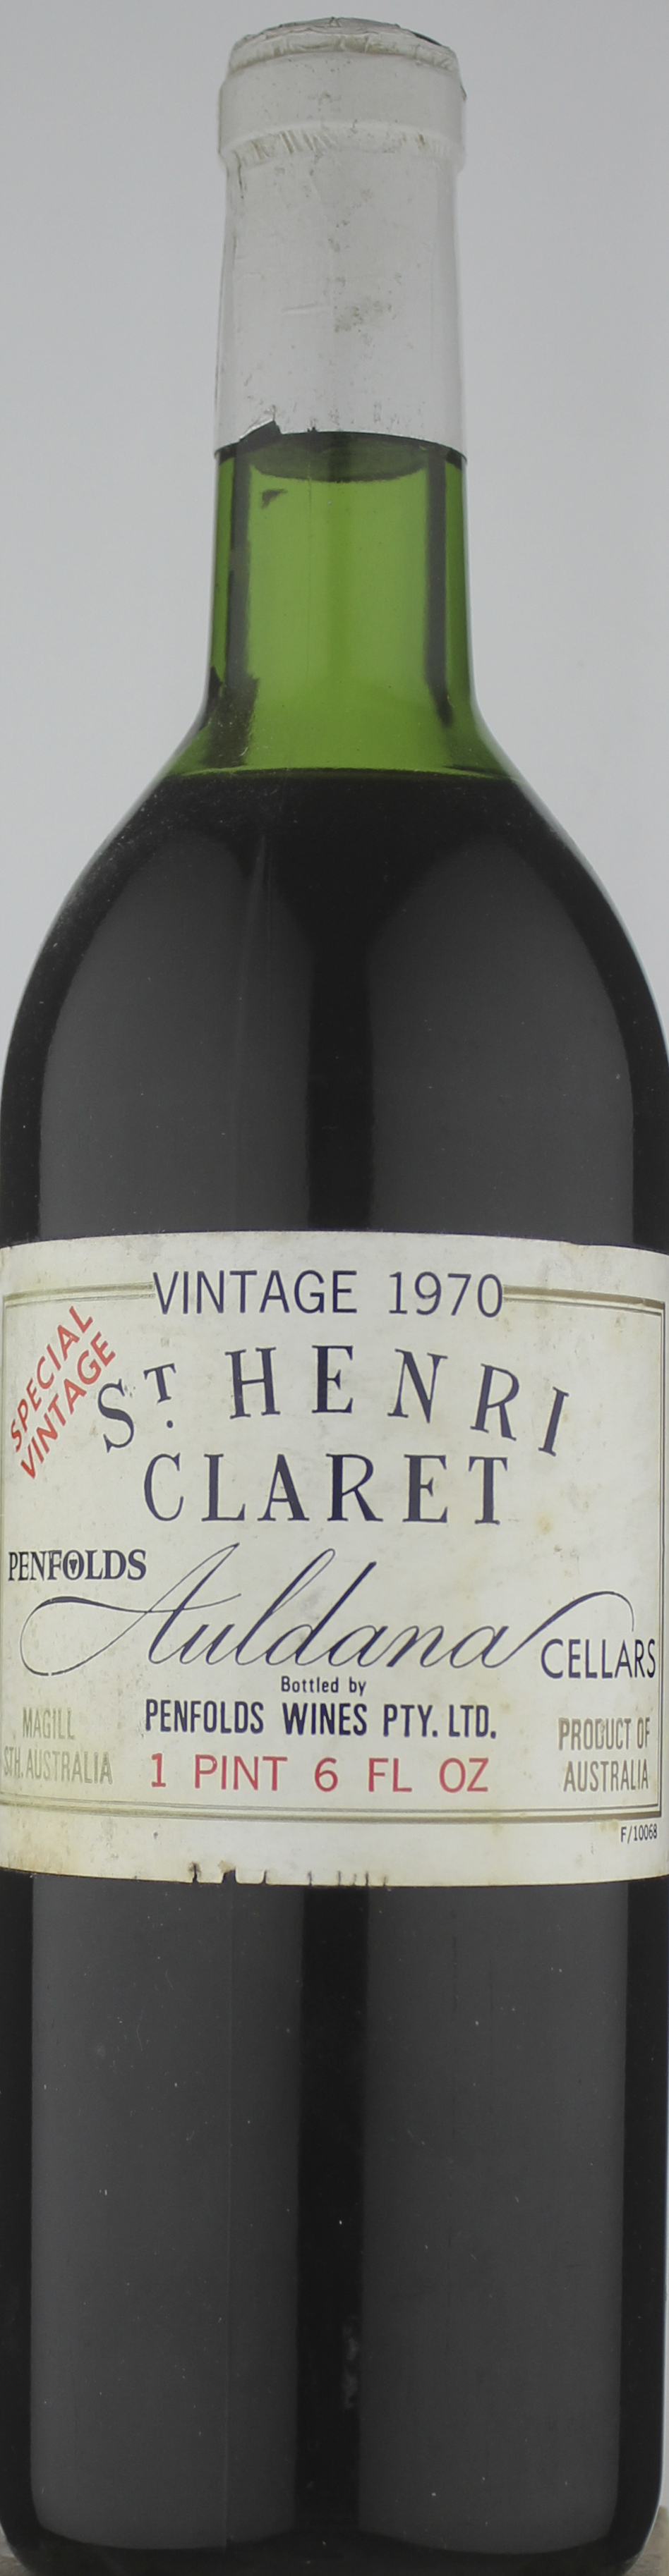 VINTAGE 1970
SPECIAL
VINTAGE
ST. HENRI
CLARET
PENFOLDS
Auldana CELLARS
Bottled by
PENFOLDS WINES PTY. LTD.
MAGILL
STH. AUSTRALIA
1 PINT 6 FL OZ
PRODUCT OF
AUSTRALIA
F/10068